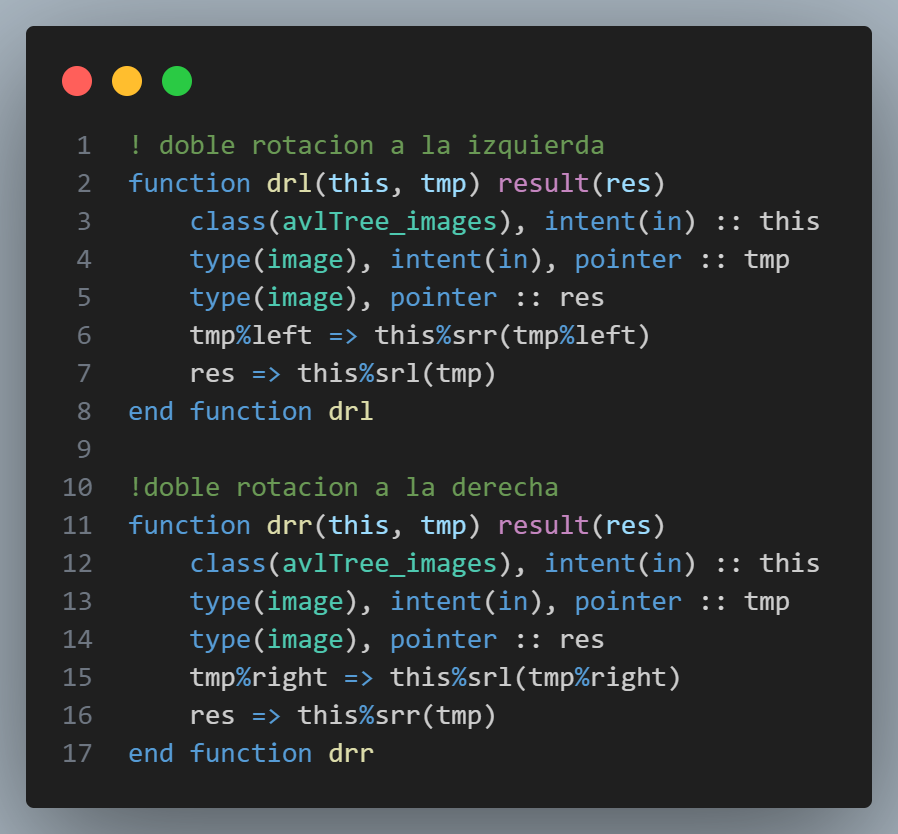 1 ! doble rotacion a la izquierda
2 function drl(this, tmp) result(res)
3     class(avlTree_images), intent(in) :: this
4     type(image), intent(in), pointer :: tmp
5     type(image), pointer :: res
6     tmp%left => this%srr(tmp%left)
7     res => this%srl(tmp)
8 end function drl
9
10 !doble rotacion a la derecha
11 function drr(this, tmp) result(res)
12     class(avlTree_images), intent(in) :: this
13     type(image), intent(in), pointer :: tmp
14     type(image), pointer :: res
15     tmp%right => this%srl(tmp%right)
16     res => this%srr(tmp)
17 end function drr